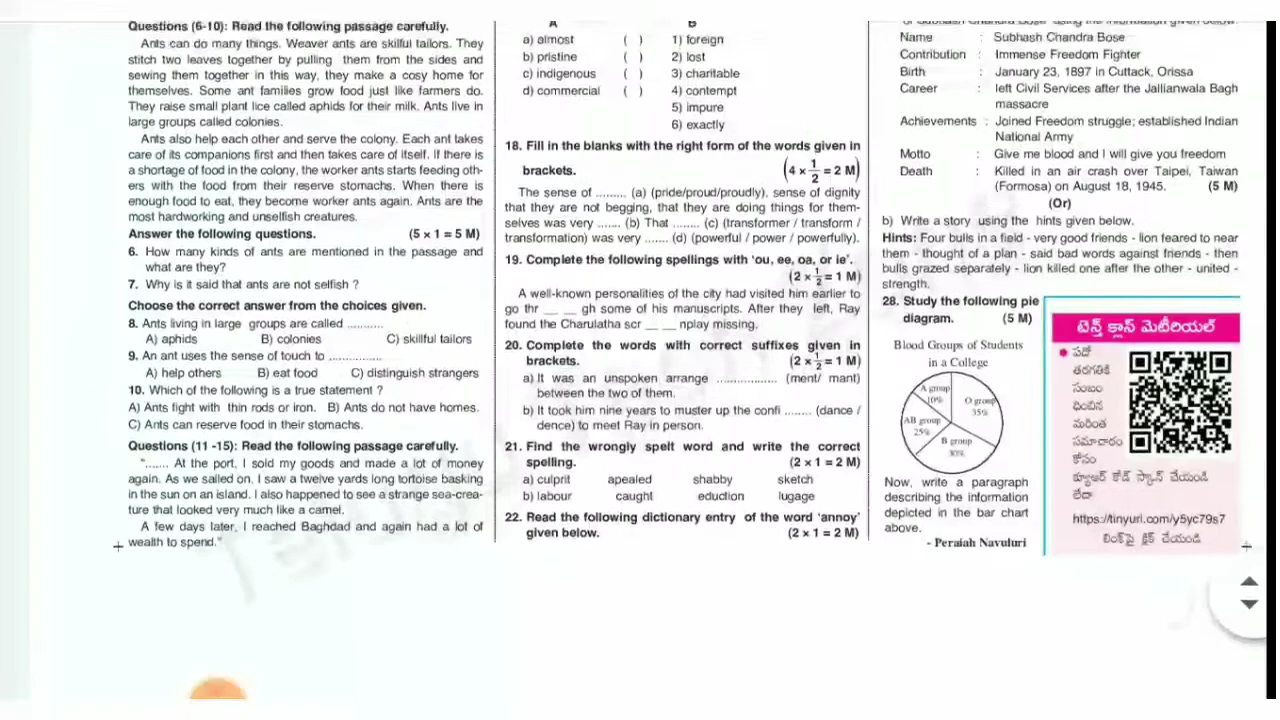 Questions (6-10): Read the following passage carefully.
Ants can do many things. Weaver ants are skilful tailors. They
stitch two leaves together by pulling them from the sides and
sewing them together in this way, they make a cosy home for
themselves. Some ant families grow food just like farmers do.
They raise small plant lice called aphids for their milk. Ants live in
large groups called colonies.
Ants also help each other and serve the colony. Each ant takes
care of its companions first and then takes care of itself. If there is
a shortage of food in the colony, the worker ants starts feeding oth-
ers with the food from their reserve stomachs. When there is
enough food to eat, they become worker ants again. Ants are the
most hardworking and unselfish creatures.
Answer the following questions. (5 x 1 = 5 M)
6. How many kinds of ants are mentioned in the passage and
what are they?
7. Why is it said that ants are not selfish ?
Choose the correct answer from the choices given.
8. Ants living in large groups are called ...........
A) aphids B) colonies C) skillful tailors
9. An ant uses the sense of touch to ................
A) help others B) eat food C) distinguish strangers
10. Which of the following is a true statement ?
A) Ants fight with thin rods or iron. B) Ants do not have homes.
C) Ants can reserve food in their stomachs.
Questions (11 -15): Read the following passage carefully.
"....... At the port, I sold my goods and made a lot of money
again. As we sailed on, I saw a twelve yards long tortoise basking
in the sun on an island. I also happened to see a strange sea-crea-
ture that looked very much like a camel.
A few days later, I reached Baghdad and again had a lot of
wealth to spend."
A B
a) almost ( ) 1) foreign
b) pristine ( ) 2) lost
c) indigenous ( ) 3) charitable
d) commercial ( ) 4) contempt
5) impure
6) exactly
18. Fill in the blanks with the right form of the words given in
brackets. (4 × 1/2 = 2 M)
The sense of ......... (a) (pride/proud/proudly), sense of dignity
that they are not begging, that they are doing things for them-
selves was very ....... (b) That ........ (c) (transformer / transform /
transformation) was very ....... (d) (powerful / power / powerfully).
19. Complete the following spellings with 'ou, ee, oa, or ie'.
(2 × 1/2 = 1 M)
A well-known personalities of the city had visited him earlier to
go thr __ __ gh some of his manuscripts. After they left, Ray
found the Charulatha scr __ __ nplay missing.
20. Complete the words with correct suffixes given in
brackets. (2 × 1/2 = 1 M)
a) It was an unspoken arrange .................. (ment/ mant)
between the two of them.
b) It took him nine years to muster up the confi ........ (dance /
dence) to meet Ray in person.
21. Find the wrongly spelt word and write the correct
spelling. (2 x 1 = 2 M)
a) culprit apealed shabby sketch
b) labour caught eduction lugage
22. Read the following dictionary entry of the word 'annoy'
given below. (2 x 1 = 2 M)
of Subhash Chandra Bose using the information given below.
Name : Subhash Chandra Bose
Contribution : Immense Freedom Fighter
Birth : January 23, 1897 in Cuttack, Orissa
Career : left Civil Services after the Jallianwala Bagh
massacre
Achievements : Joined Freedom struggle; established Indian
National Army
Motto : Give me blood and I will give you freedom
Death : Killed in an air crash over Taipei, Taiwan
(Formosa) on August 18, 1945. (5 M)
(Or)
b) Write a story using the hints given below.
Hints: Four bulls in a field - very good friends - lion feared to near
them - thought of a plan - said bad words against friends - then
bulls grazed separately - lion killed one after the other - united -
strength.
28. Study the following pie
diagram. (5 M)
Blood Groups of Students
in a College
A group
10%
O group
35%
AB group
25%
B group
30%
Now, write a paragraph
describing the information
depicted in the bar chart
above.
- Peraiah Navuluri
టెన్త్ క్లాస్ మెటీరియల్
పదో
తరగతికి
సంబం
ధించిన
మరింత
సమాచారం
కోసం
క్యూఆర్ కోడ్ స్కాన్ చేయండి
లేదా
https://tinyurl.com/y5yc79s7
లింక్‌పై క్లిక్ చేయండి